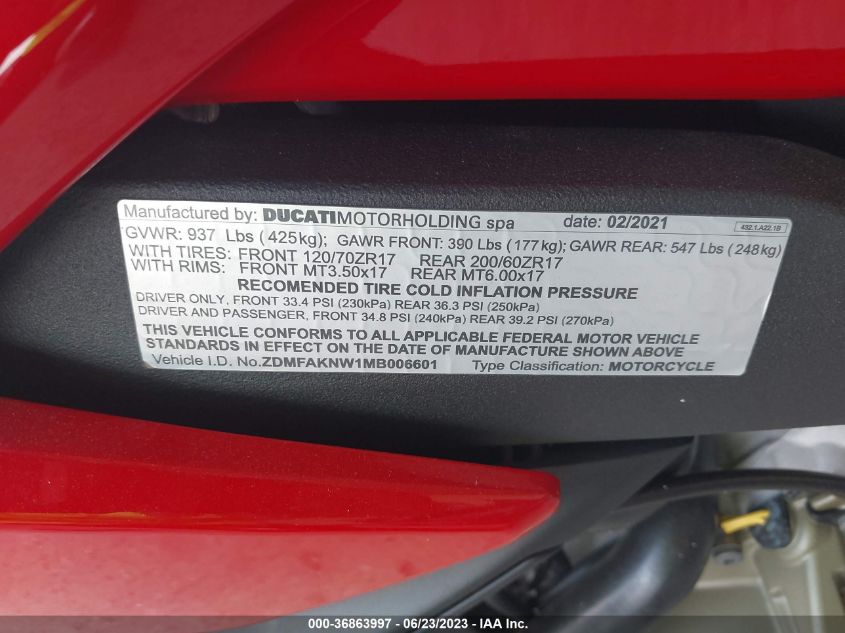 Manufactured by: DUCATIMOTORHOLDING spa date: 02/2021 432.1.A22.1B
GVWR: 937 Lbs (425kg); GAWR FRONT: 390 Lbs (177kg); GAWR REAR: 547 Lbs (248kg)
WITH TIRES: FRONT 120/70ZR17 REAR 200/60ZR17
WITH RIMS: FRONT MT3.50x17 REAR MT6.00x17
RECOMENDED TIRE COLD INFLATION PRESSURE
DRIVER ONLY, FRONT 33.4 PSI (230kPa) REAR 36.3 PSI (250kPa)
DRIVER AND PASSENGER, FRONT 34.8 PSI (240kPa) REAR 39.2 PSI (270kPa)
THIS VEHICLE CONFORMS TO ALL APPLICABLE FEDERAL MOTOR VEHICLE
STANDARDS IN EFFECT ON THE DATE OF MANUFACTURE SHOWN ABOVE
Vehicle I.D. No.ZDMFAKNW1MB006601 Type Classification: MOTORCYCLE
000-36863997 - 06/23/2023 - IAA Inc.